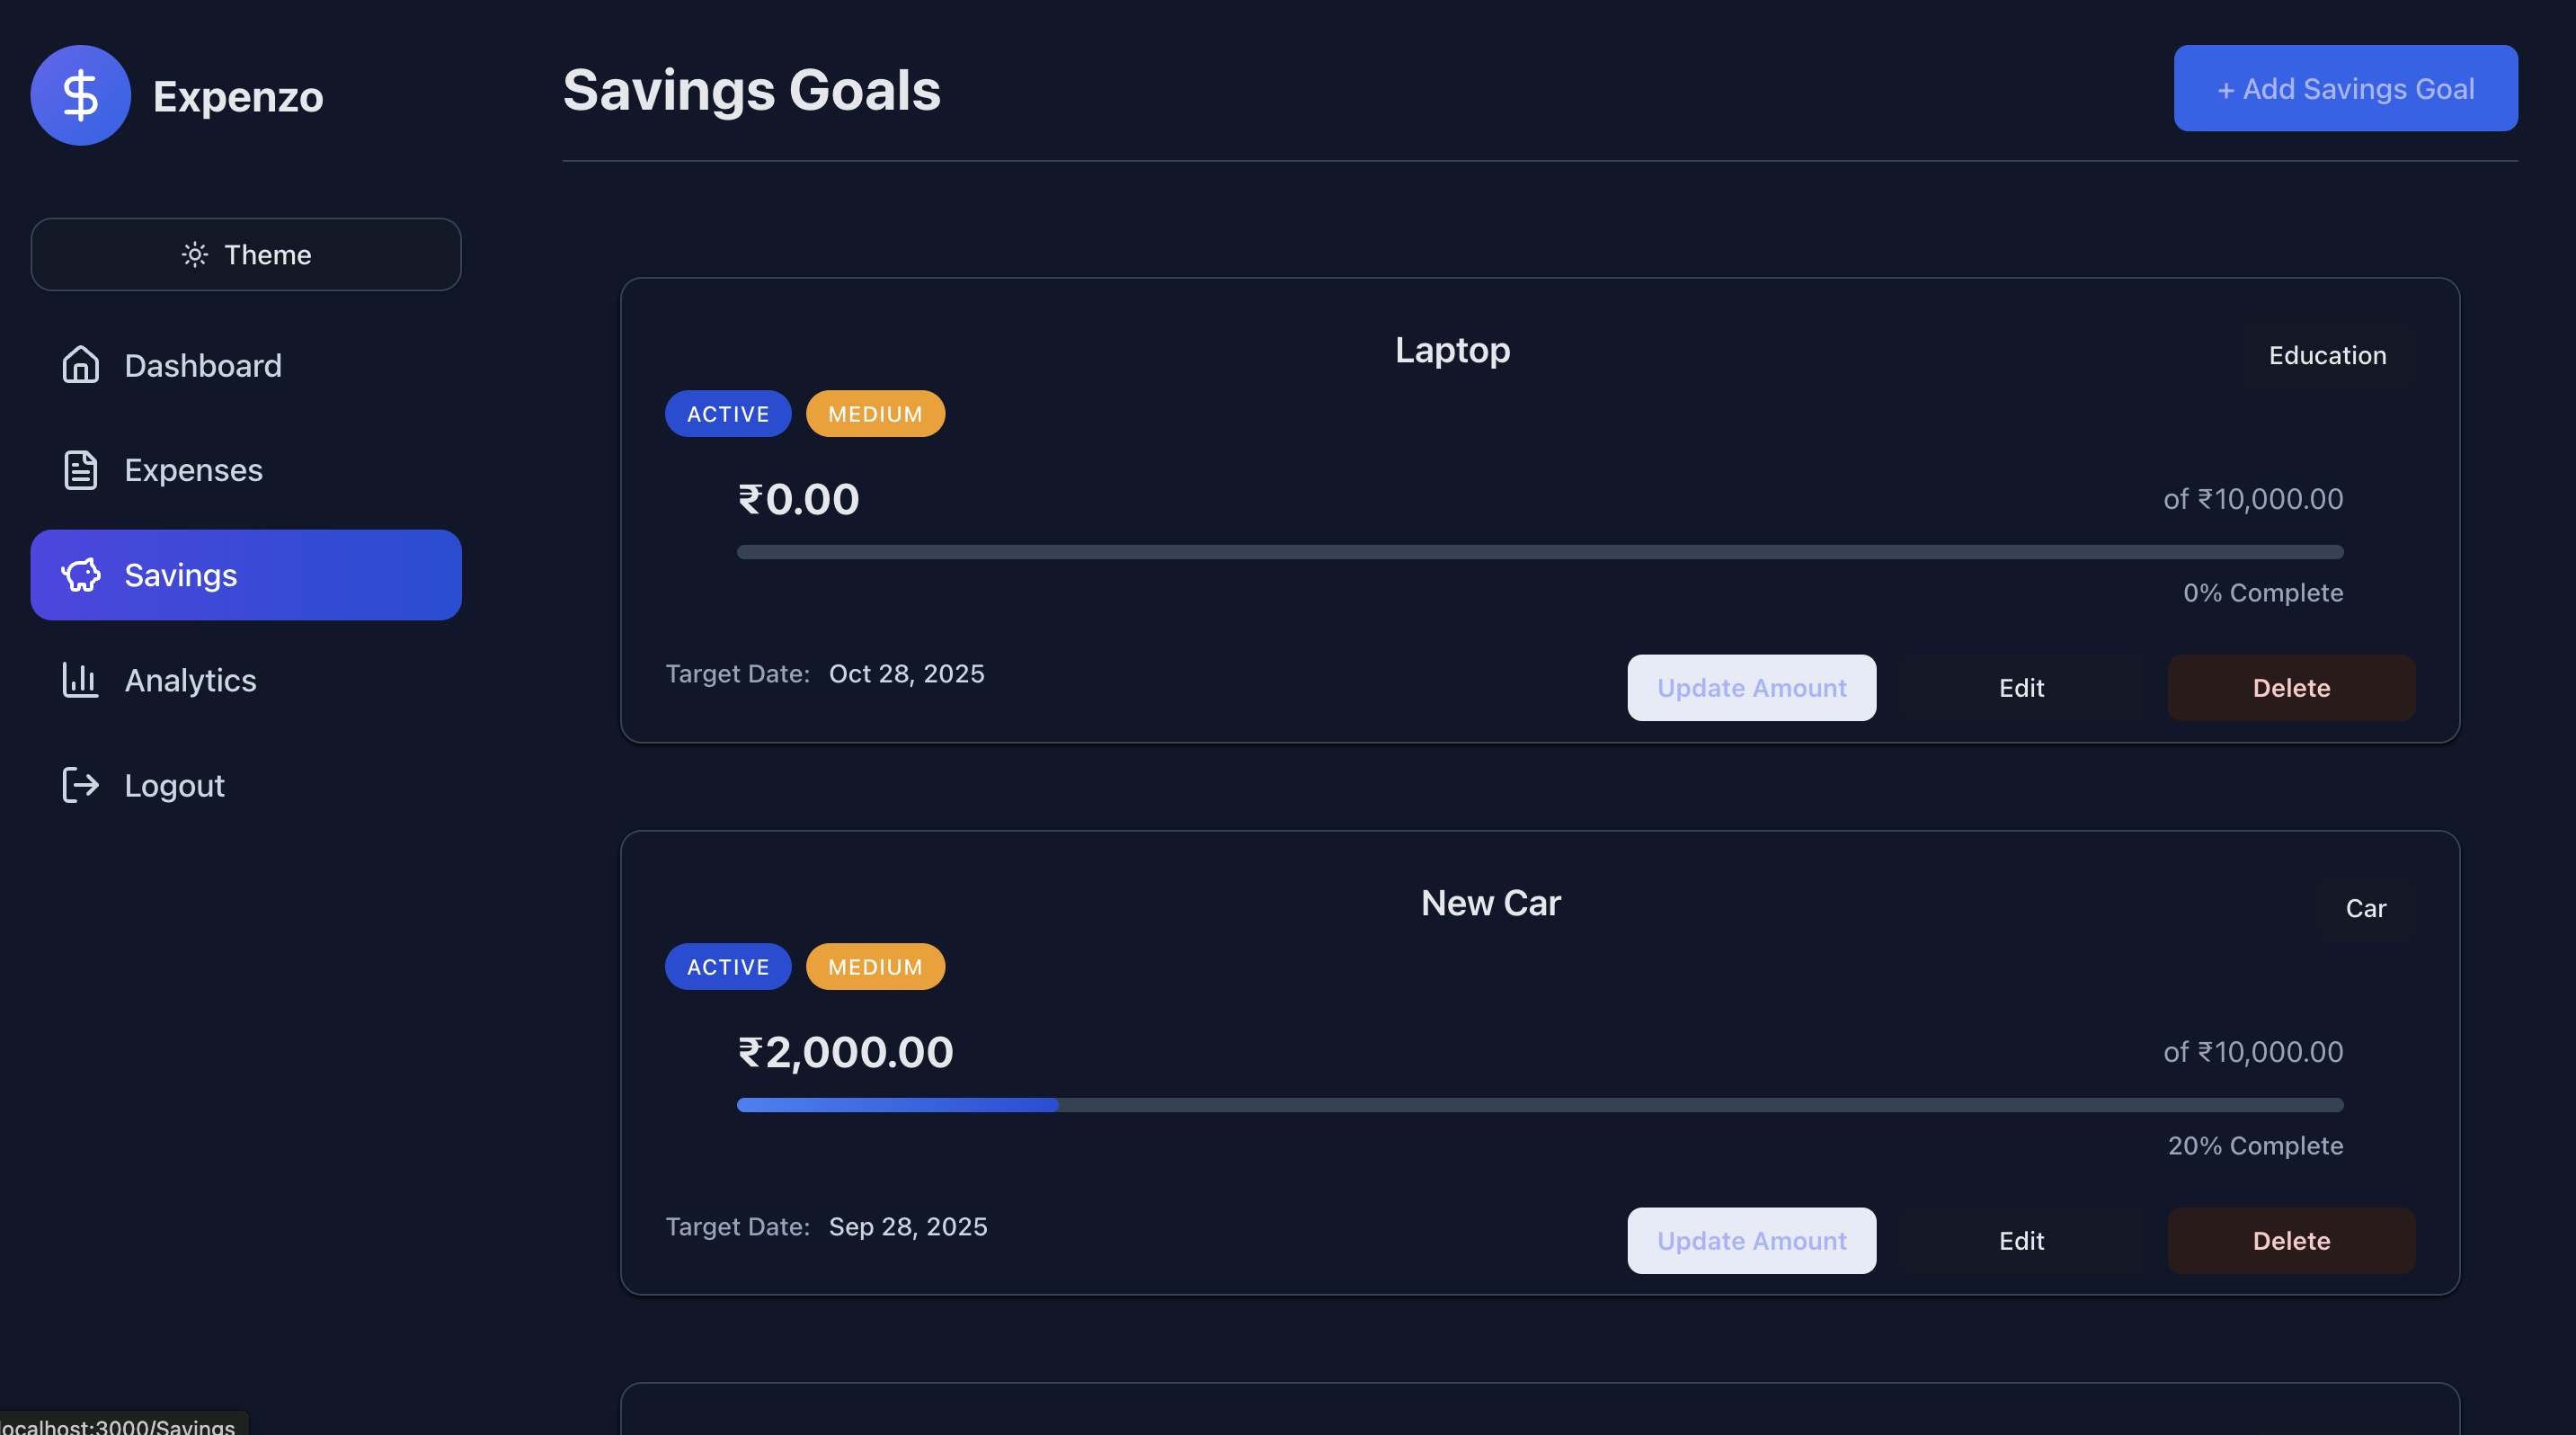 Expenzo
Theme
Dashboard
Expenses
Savings
Analytics
Logout
Savings Goals
+ Add Savings Goal
Laptop
Education
ACTIVE MEDIUM
₹0.00
of ₹10,000.00
0% Complete
Target Date: Oct 28, 2025
Update Amount
Edit
Delete
New Car
Car
ACTIVE MEDIUM
₹2,000.00
of ₹10,000.00
20% Complete
Target Date: Sep 28, 2025
Update Amount
Edit
Delete
localhost:3000/Savings